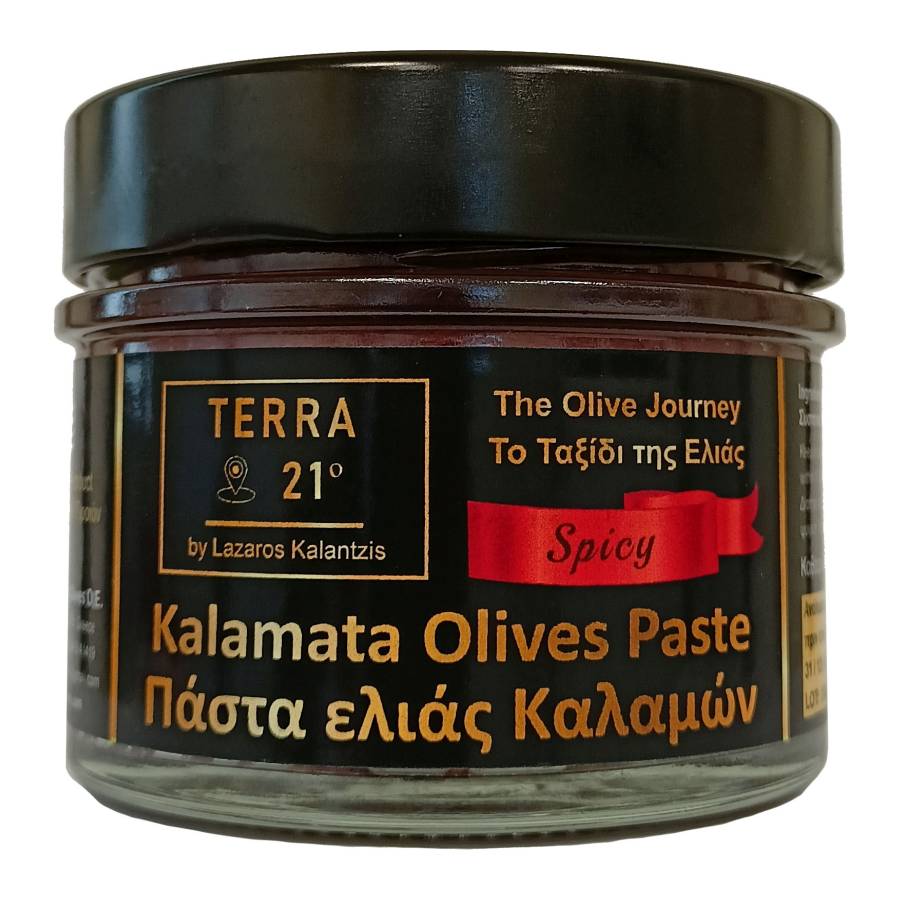 TERRA
21°
by Lazaros Kalantzis
The Olive Journey
Το Ταξίδι της Ελιάς
Spicy
Kalamata Olives Paste
Πάστα ελιάς Καλαμών